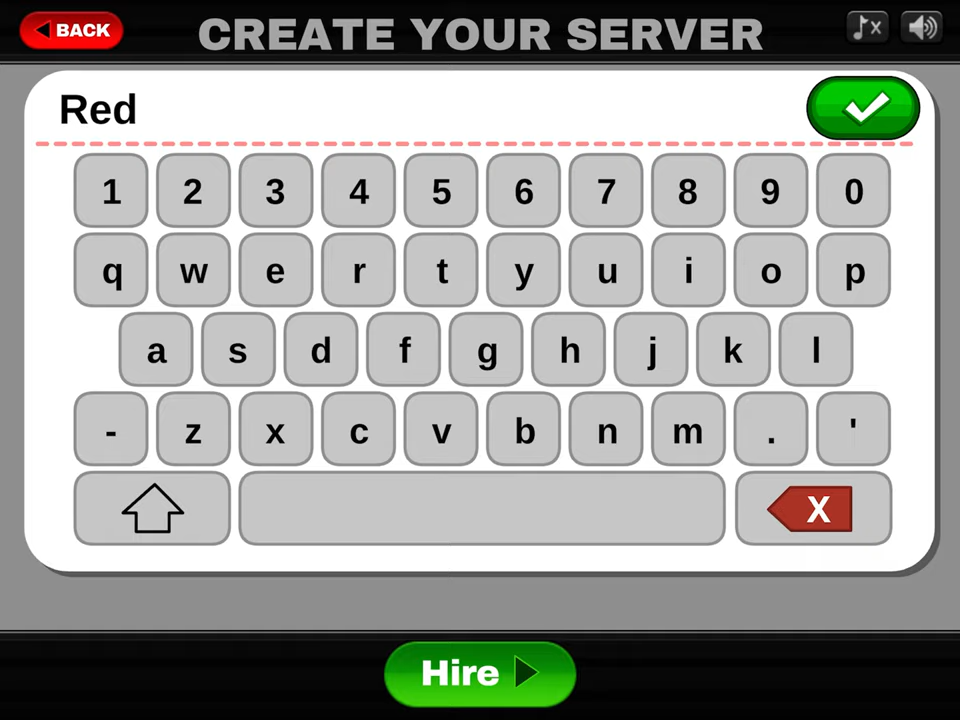 BACK
CREATE YOUR SERVER
Red
1 2 3 4 5 6 7 8 9 0
q w e r t y u i o p
a s d f g h j k l
- z x c v b n m . '
X
Hire